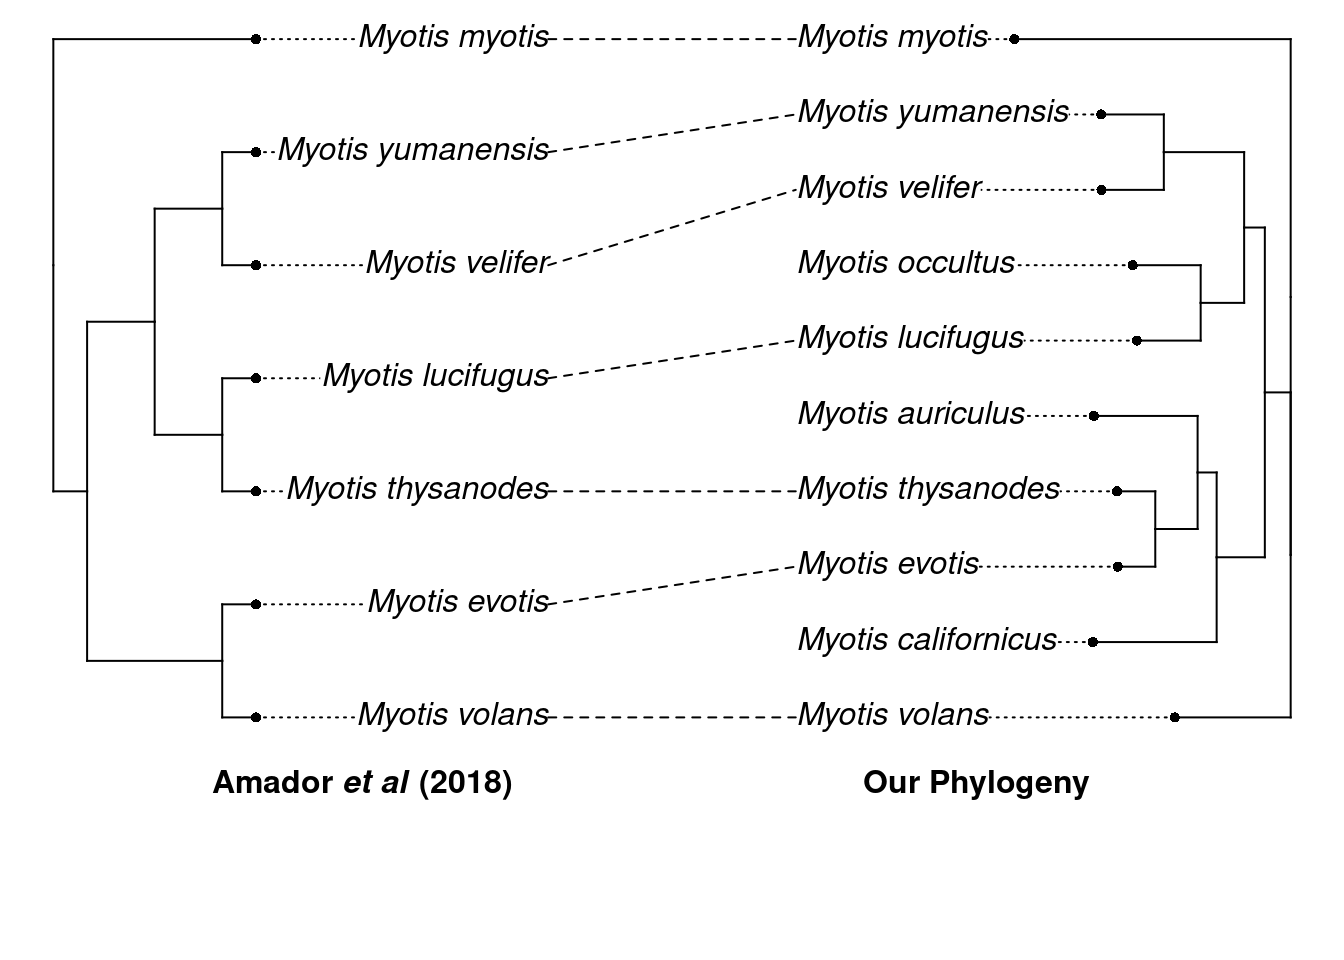 Myotis myotis
Myotis yumanensis
Myotis velifer
Myotis lucifugus
Myotis thysanodes
Myotis evotis
Myotis volans
Amador et al (2018)
Myotis myotis
Myotis yumanensis
Myotis velifer
Myotis occultus
Myotis lucifugus
Myotis auriculus
Myotis thysanodes
Myotis evotis
Myotis californicus
Myotis volans
Our Phylogeny